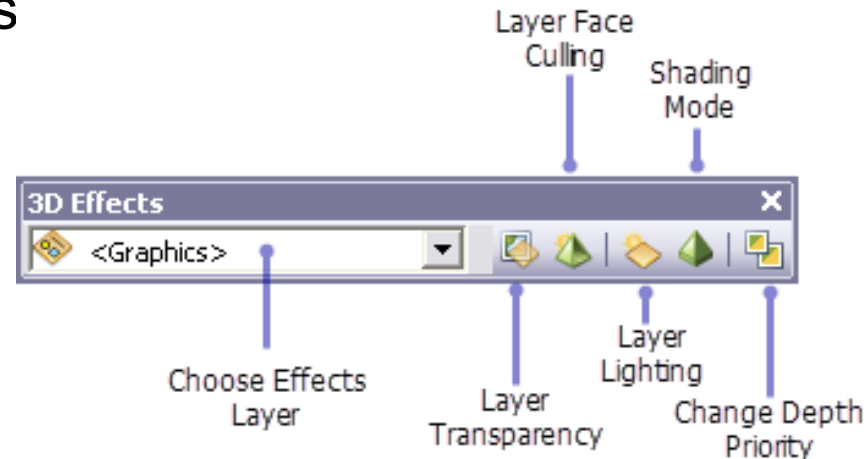 s
Layer Face
Culling
Shading
Mode
3D Effects
<Graphics>
Choose Effects
Layer
Layer
Transparency
Layer
Lighting
Change Depth
Priority